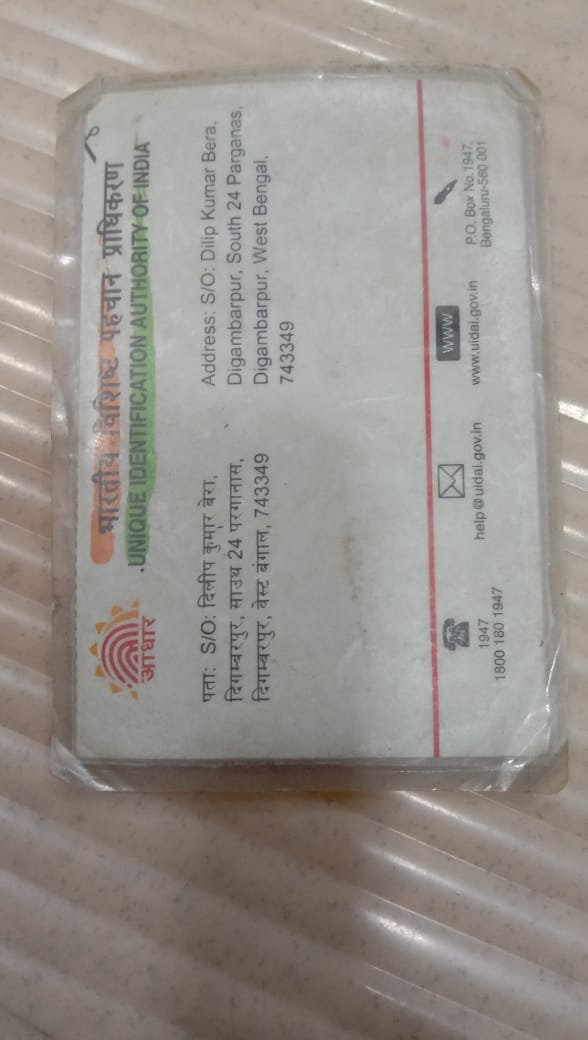 भारतीय विशिष्ट पहचान प्राधिकरण
UNIQUE IDENTIFICATION AUTHORITY OF INDIA
आधार
पता: S/O: दिलीप कुमार बेरा,
दिगम्बरपुर, साउथ 24 परगानास,
दिगम्बरपुर, वेस्ट बंगाल, 743349
Address: S/O: Dilip Kumar Bera,
Digambarpur, South 24 Parganas,
Digambarpur, West Bengal,
743349
1947
1800 180 1947
help@uidai.gov.in
WWW
www.uidai.gov.in
P.O. Box No.1947,
Bengaluru-560 001